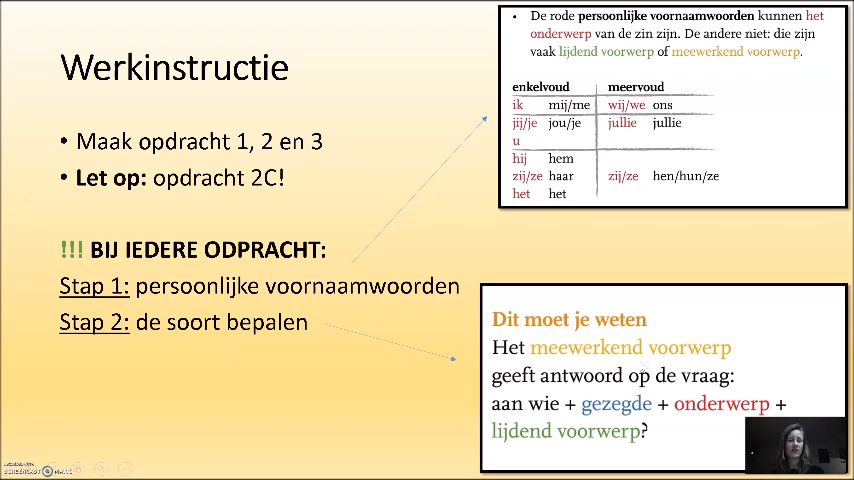 Werkinstructie
• Maak opdracht 1, 2 en 3
• Let op: opdracht 2C!
!!! BIJ IEDERE ODPRACHT:
Stap 1: persoonlijke voornaamwoorden
Stap 2: de soort bepalen
• De rode persoonlijke voornaamwoorden kunnen het
onderwerp van de zin zijn. De andere niet: die zijn
vaak lijdend voorwerp of meewerkend voorwerp.
enkelvoud meervoud
ik mij/me wij/we ons
jij/je jou/je jullie jullie
u
hij hem
zij/ze haar zij/ze hen/hun/ze
het het
Dit moet je weten
Het meewerkend voorwerp
geeft antwoord op de vraag:
aan wie + gezegde + onderwerp +
lijdend voorwerp?
SCREENCAST MATIC